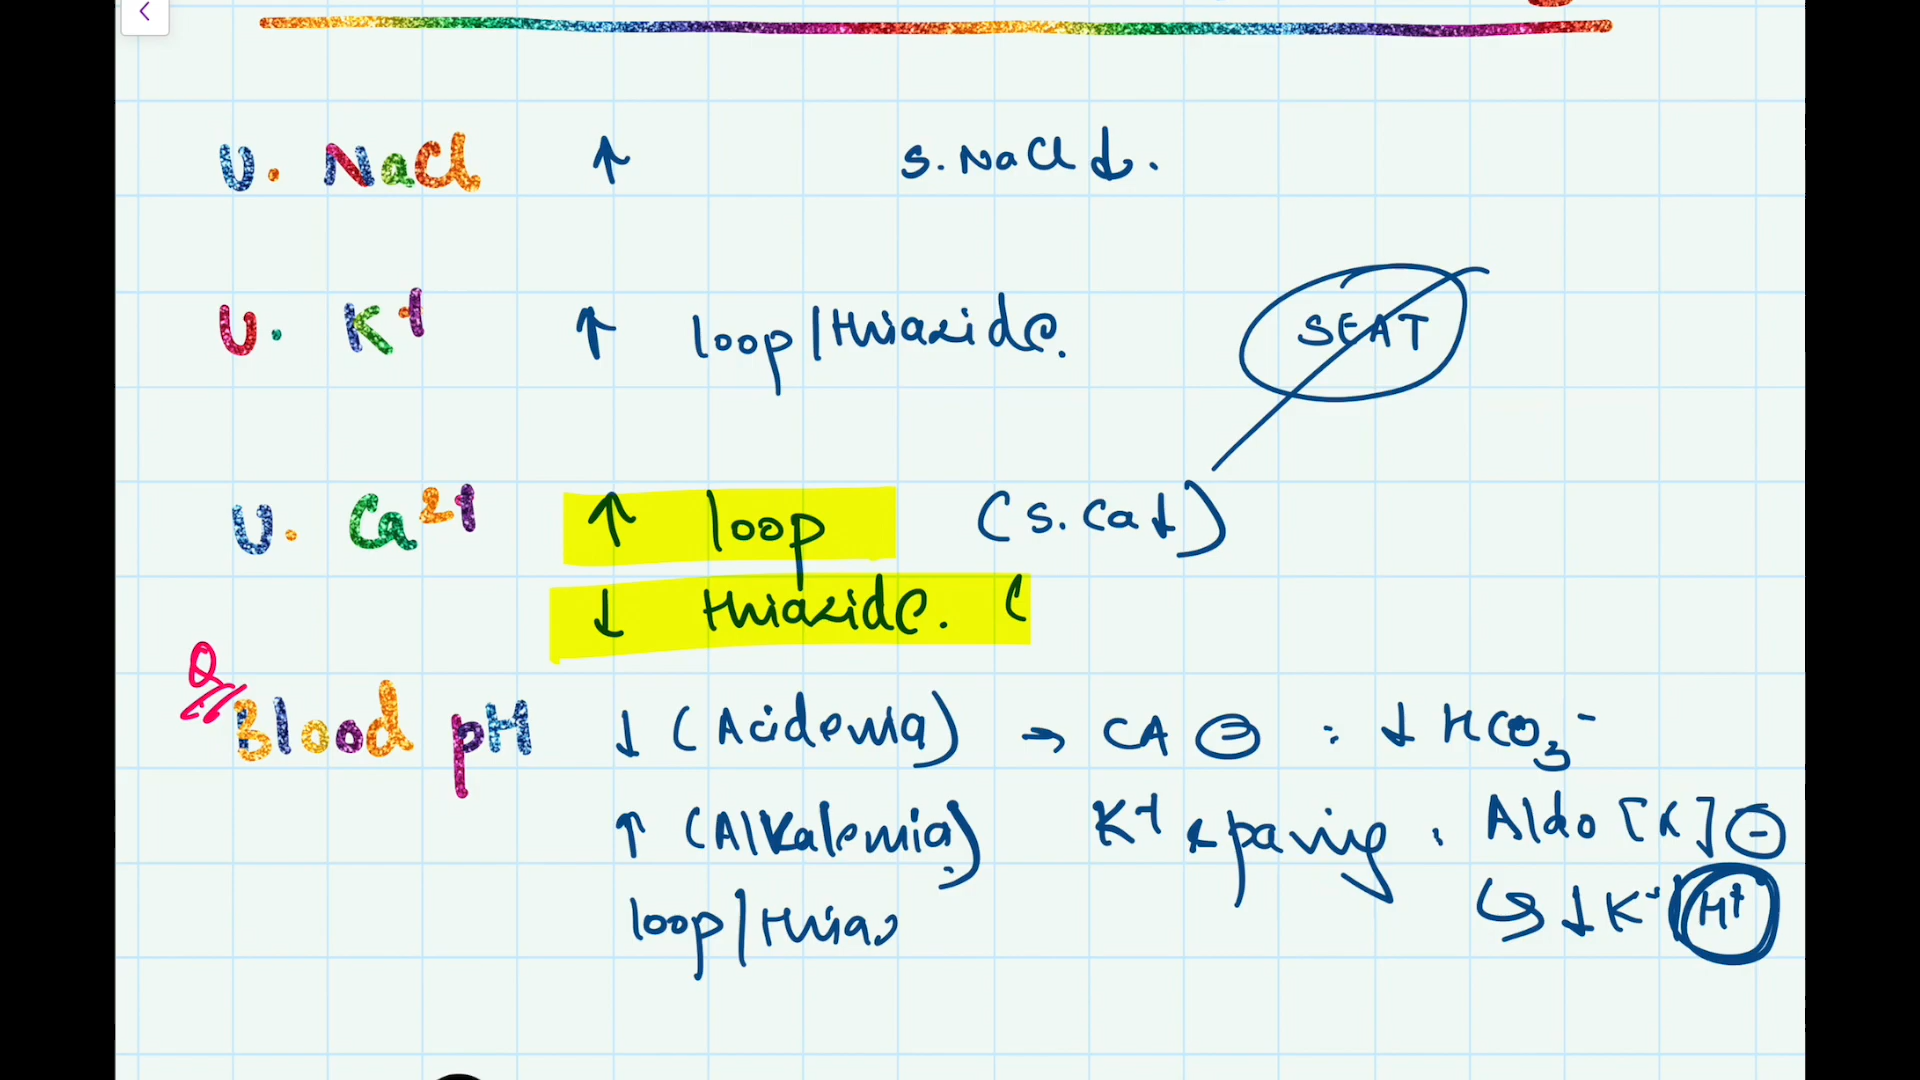 U. NaCl ↑ S. NaCl ↓.
U. K+ ↑ loop/thiazide. SEAT
U. Ca2+ ↑ loop (S. Ca↓)
↓ thiazide. (
Q Blood pH ↓ (Acidemia) → CA ⊖ : ↓ HCO3-
↑ (Alkalemia) K+ sparing : Aldo [R] ⊖
loop/thiaz ↳ ↓ K+/H+